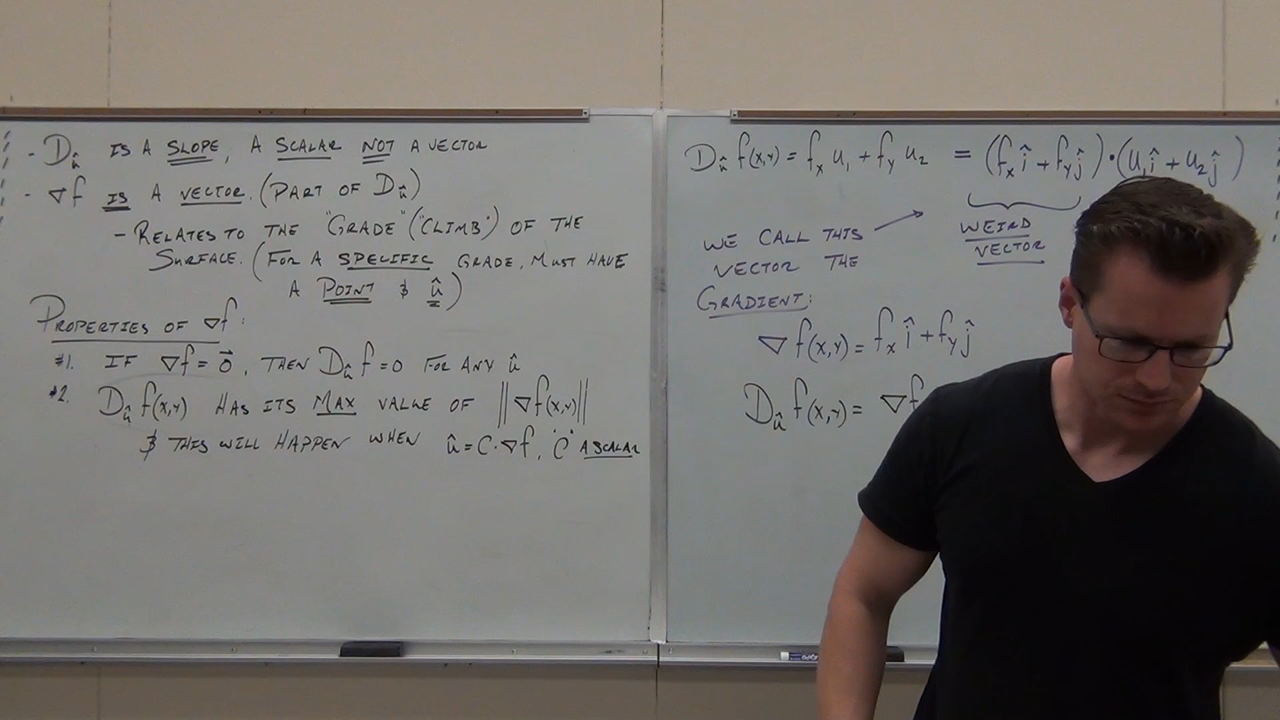 - Dû IS A SLOPE, A SCALAR NOT A VECTOR
- ∇f IS A VECTOR. (PART OF Dû)
- RELATES TO THE "GRADE" ("CLIMB") OF THE
SURFACE. (FOR A SPECIFIC GRADE, MUST HAVE
A POINT & û)
PROPERTIES OF ∇f:
#1. IF ∇f = 0⃗, THEN Dû f = 0 FOR ANY û
#2. Dû f(x,y) HAS ITS MAX VALUE OF ||∇f(x,y)||
& THIS WILL HAPPEN WHEN û = C·∇f, "C" A SCALAR
Dû f(x,y) = fx u1 + fy u2 = (fx î + fy ĵ)·(u1 î + u2 ĵ)
WE CALL THIS
VECTOR THE
GRADIENT:
WEIRD
VECTOR
∇f(x,y) = fx î + fy ĵ
Dû f(x,y) = ∇f